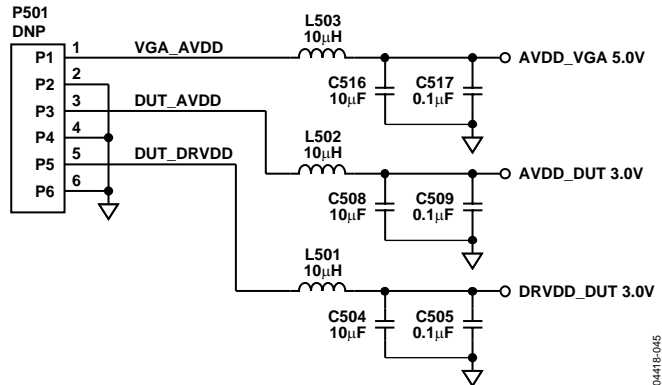 P501
DNP
P1 1 VGA_AVDD
P2 2
P3 3 DUT_AVDD
P4 4
P5 5 DUT_DRVDD
P6 6
L503
10µH
C516
10µF
C517
0.1µF
AVDD_VGA 5.0V
L502
10µH
C508
10µF
C509
0.1µF
AVDD_DUT 3.0V
L501
10µH
C504
10µF
C505
0.1µF
DRVDD_DUT 3.0V
04418-045